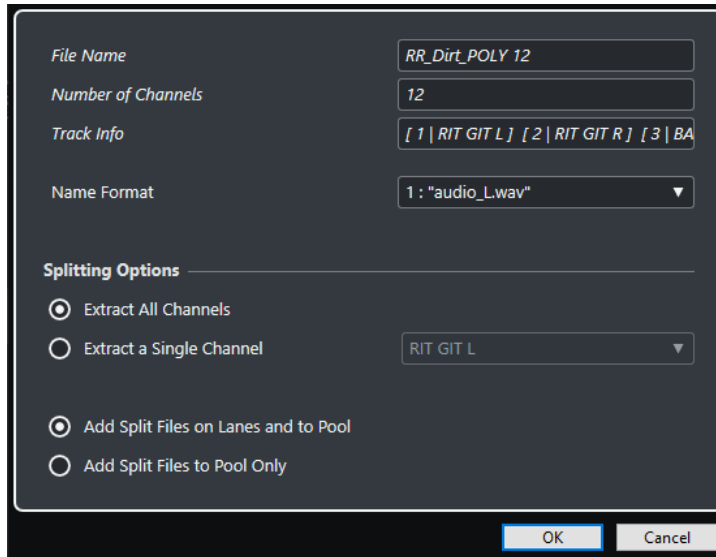 File Name RR_Dirt_POLY 12
Number of Channels 12
Track Info [ 1 | RIT GIT L ] [ 2 | RIT GIT R ] [ 3 | BA
Name Format 1 : "audio_L.wav"
Splitting Options
Extract All Channels
Extract a Single Channel RIT GIT L
Add Split Files on Lanes and to Pool
Add Split Files to Pool Only
OK Cancel